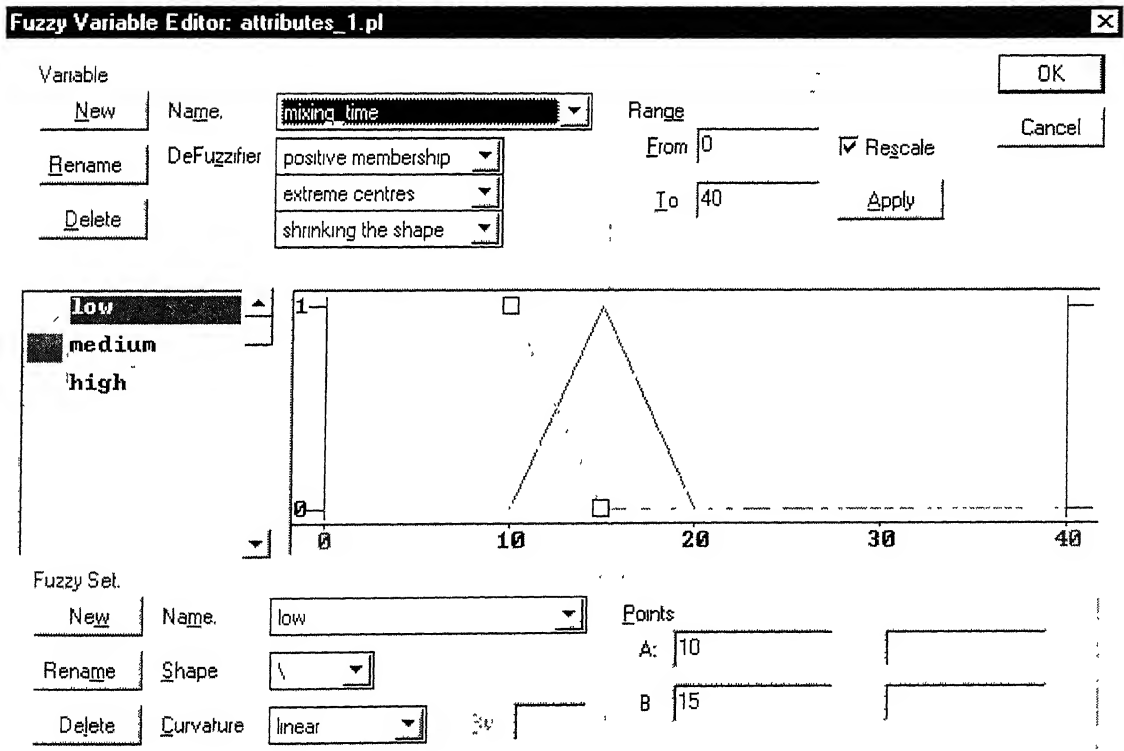 Fuzzy Variable Editor: attributes_1.pl
Variable
New
Name.
mixing_time
Range
From 0
Rescale
OK
Cancel
Rename
DeFuzzifier
positive membership
extreme centres
shrinking the shape
To 40
Apply
Delete
low
medium
high
1
0
0 10 20 30 40
Fuzzy Set.
New
Name.
low
Points
A: 10
Rename
Shape
\
B 15
Delete
Curvature
linear